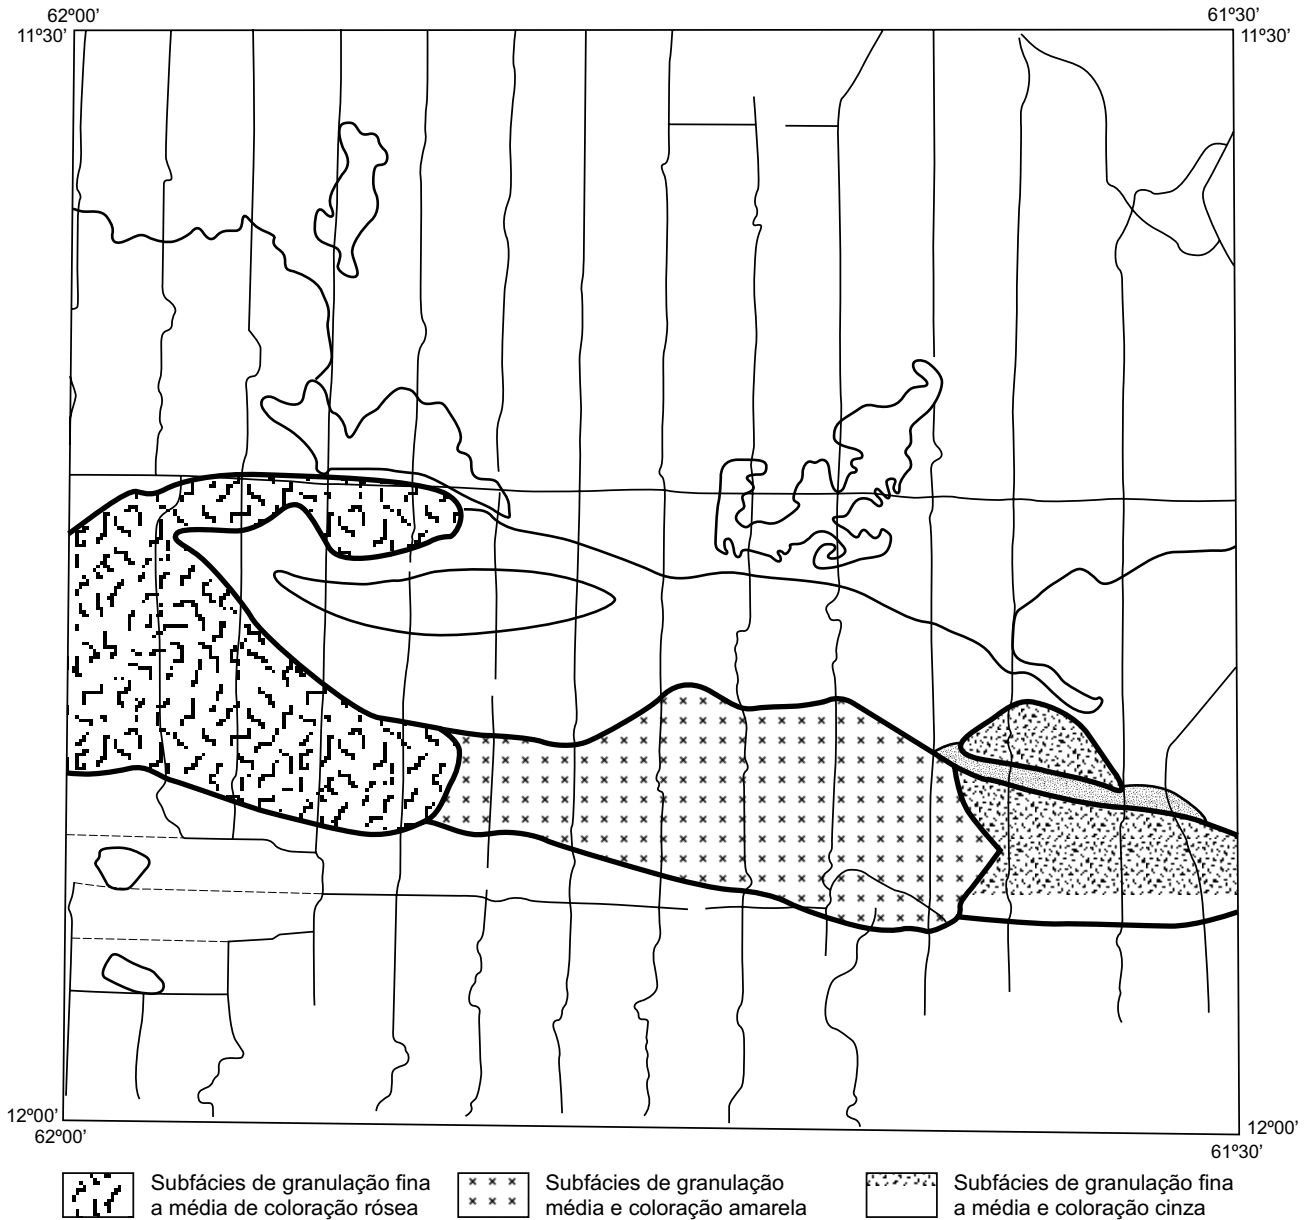 62º00’
61º30’
11º30’
11º30’
12º00’
12º00’
62º00’
61º30’
Subfácies de granulação fina
a média de coloração rósea
Subfácies de granulação
média e coloração amarela
Subfácies de granulação fina
a média e coloração cinza